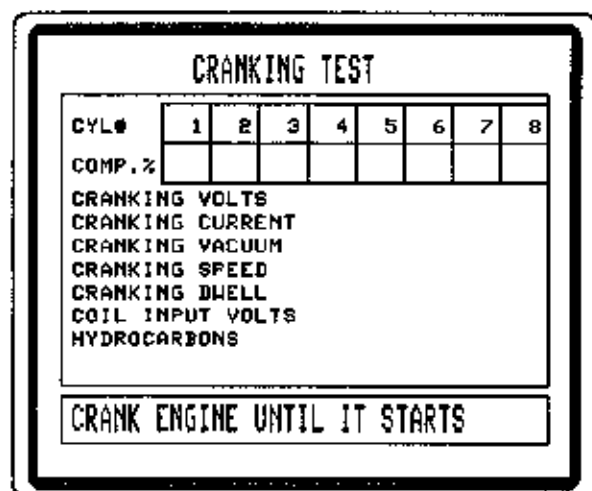 CRANKING TEST
CYL# 1 2 3 4 5 6 7 8
COMP.%
CRANKING VOLTS
CRANKING CURRENT
CRANKING VACUUM
CRANKING SPEED
CRANKING DWELL
COIL INPUT VOLTS
HYDROCARBONS
CRANK ENGINE UNTIL IT STARTS